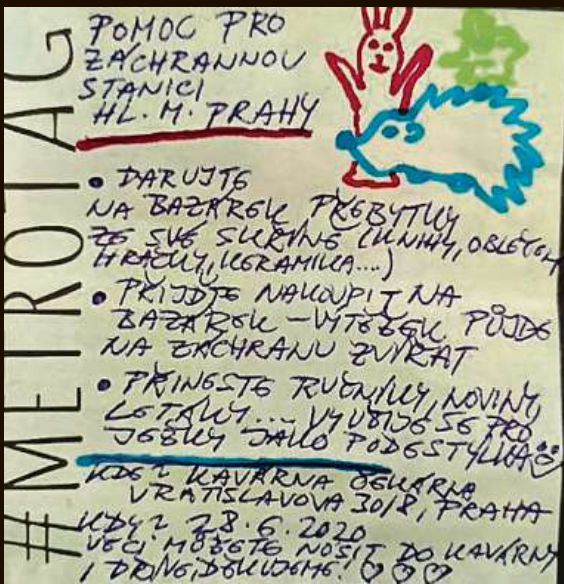 #METROTAG
POMOC PRO
ZÁCHRANNOU
STANICI
HL. M. PRAHY
• DARUJTE
NA BAZÁREK PŘEBYTKY
ZE SVÉ SKŘÍNĚ (KNIHY, OBLEČENÍ
HRAČKY, KERAMIKA...)
• PŘIJĎTE NAKOUPIT NA
BAZÁREK – VÝTĚŽEK PŮJDE
NA ZÁCHRANU ZVÍŘAT
• PŘINESTE RUČNÍKY, NOVINY,
LETÁKY... VYUŽIJE SE PRO
JEŽKY JAKO PODESTÝLKA
KDE? KAVÁRNA ČEKÁRNA
VRATISLAVOVA 30/8, PRAHA
KDY? 28.6.2020
VĚCI MŮŽETE NOSIT DO KAVÁRNY
I DŘÍVE, DĚKUJEME!